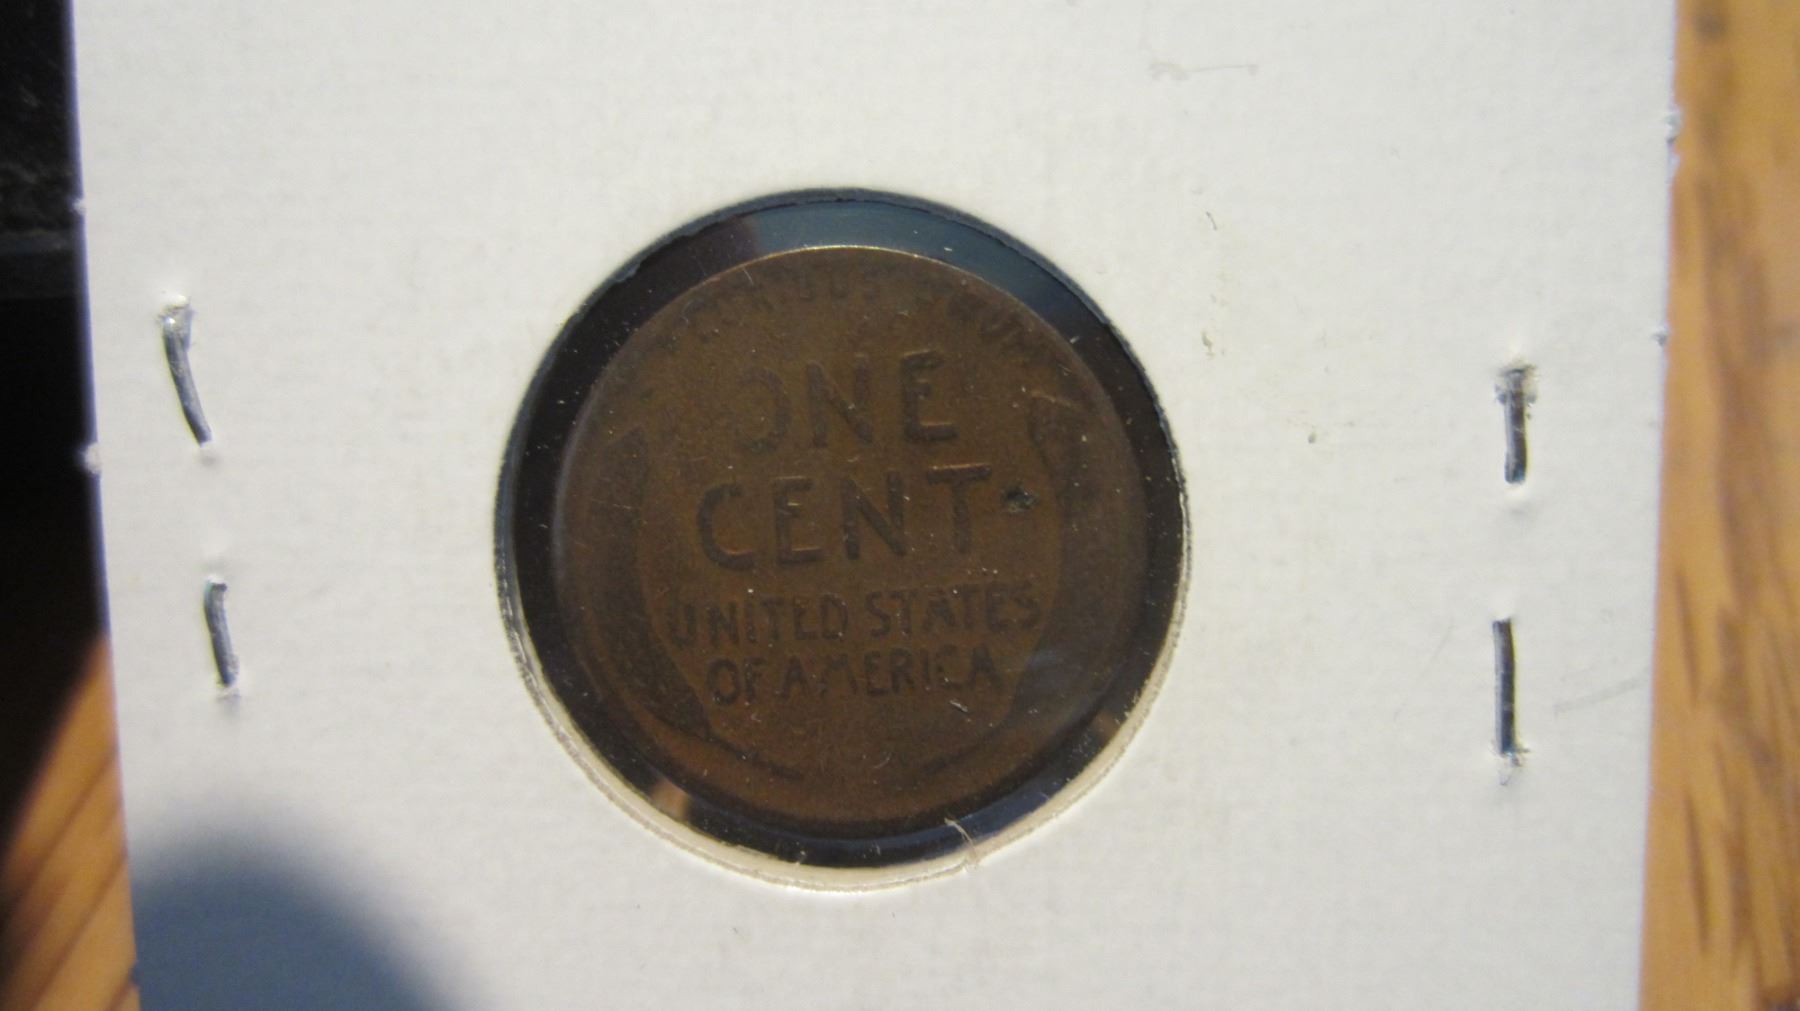 ONE
CENT
UNITED STATES
OF AMERICA